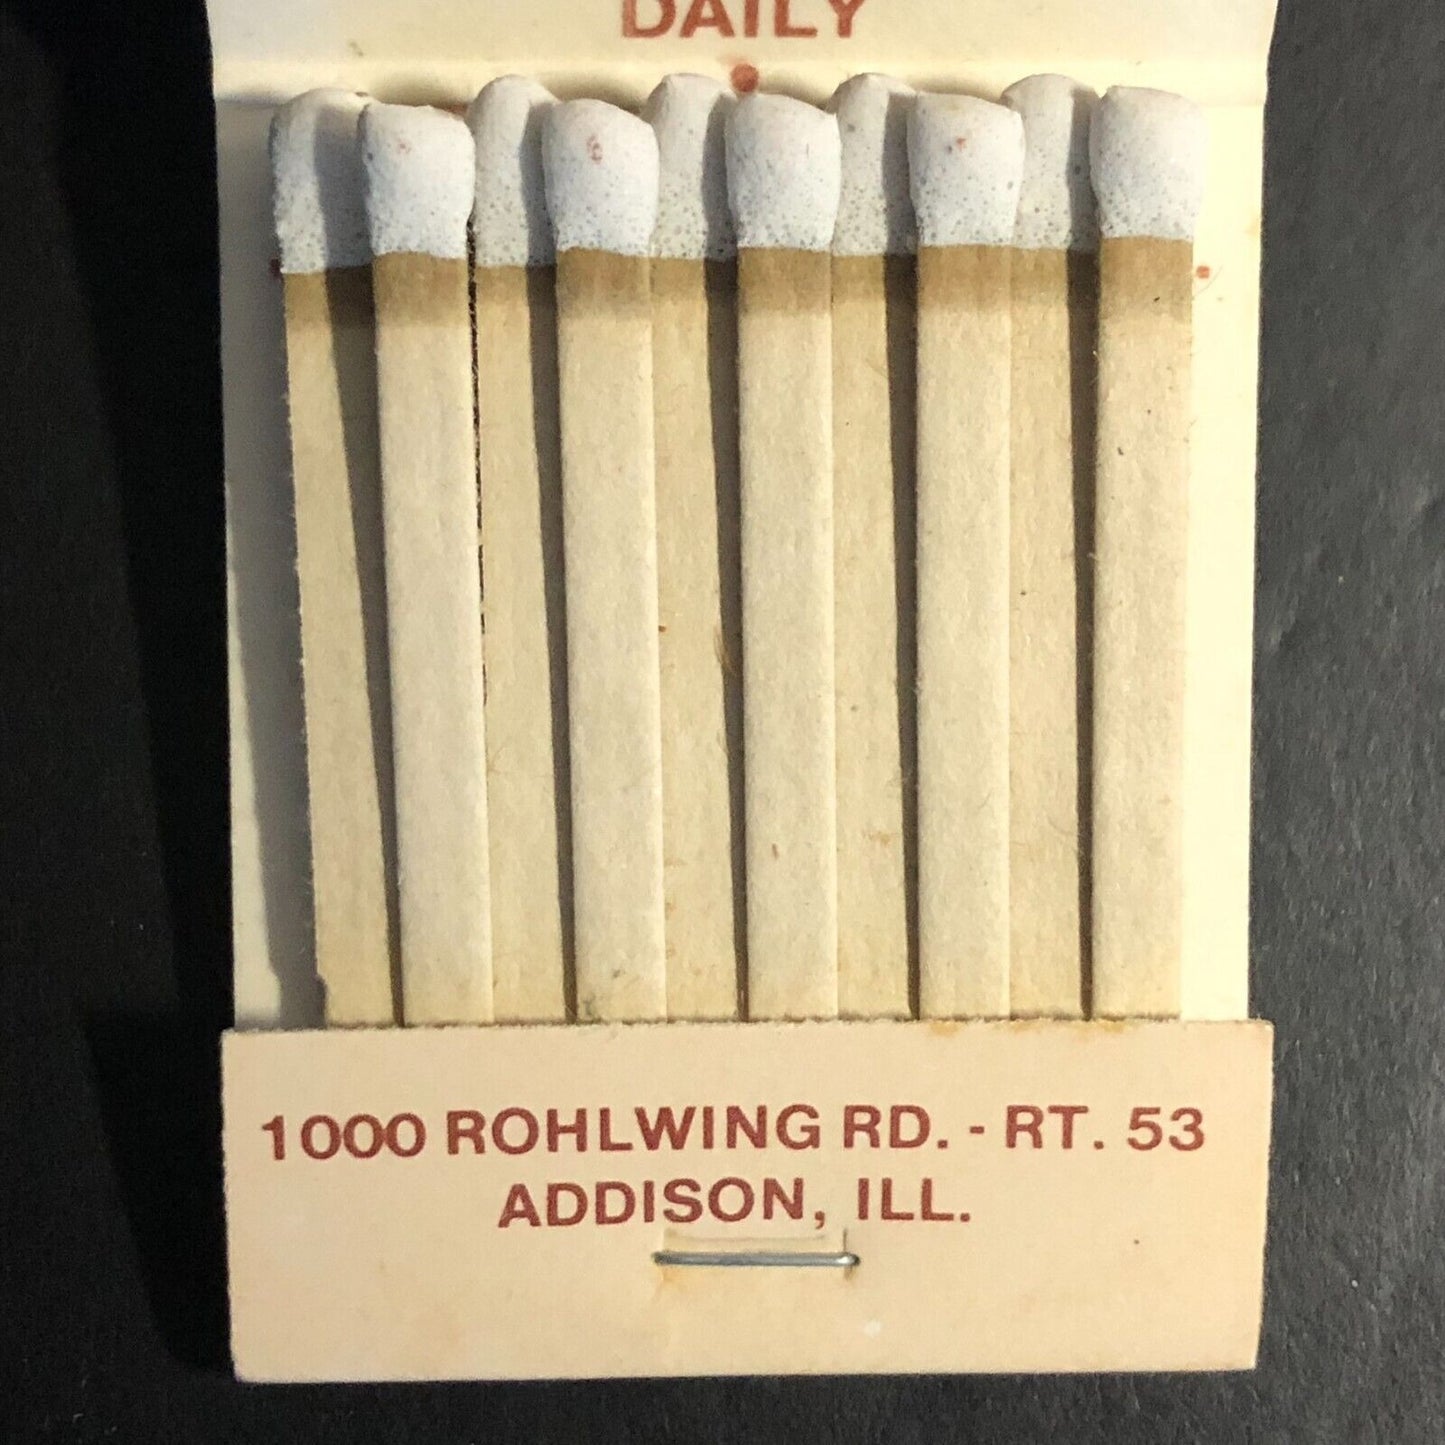 DAILY
1000 ROHLWING RD. - RT. 53
ADDISON, ILL.